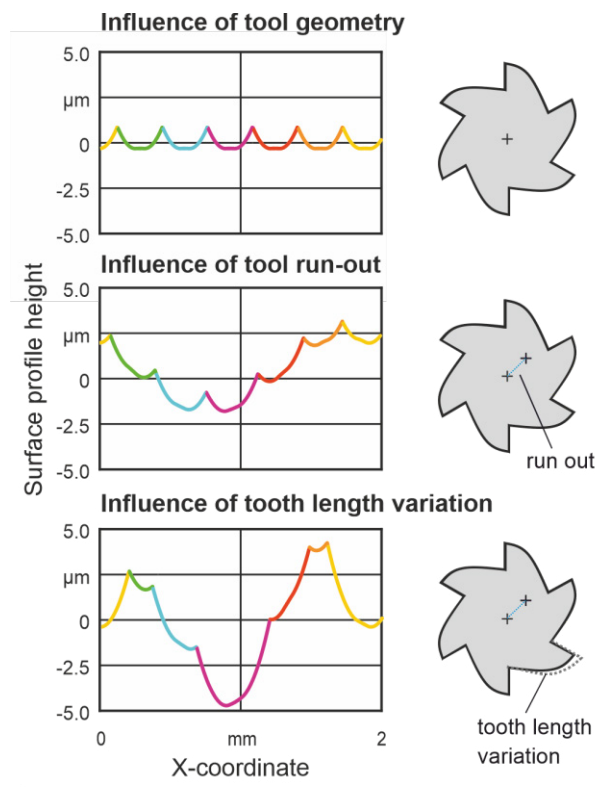 Influence of tool geometry
5.0
µm
0
-2.5
-5.0
Influence of tool run-out
5.0
µm
0
-2.5
-5.0
run out
Surface profile height
Influence of tooth length variation
5.0
µm
0
-2.5
-5.0
0 mm 2
X-coordinate
tooth length
variation